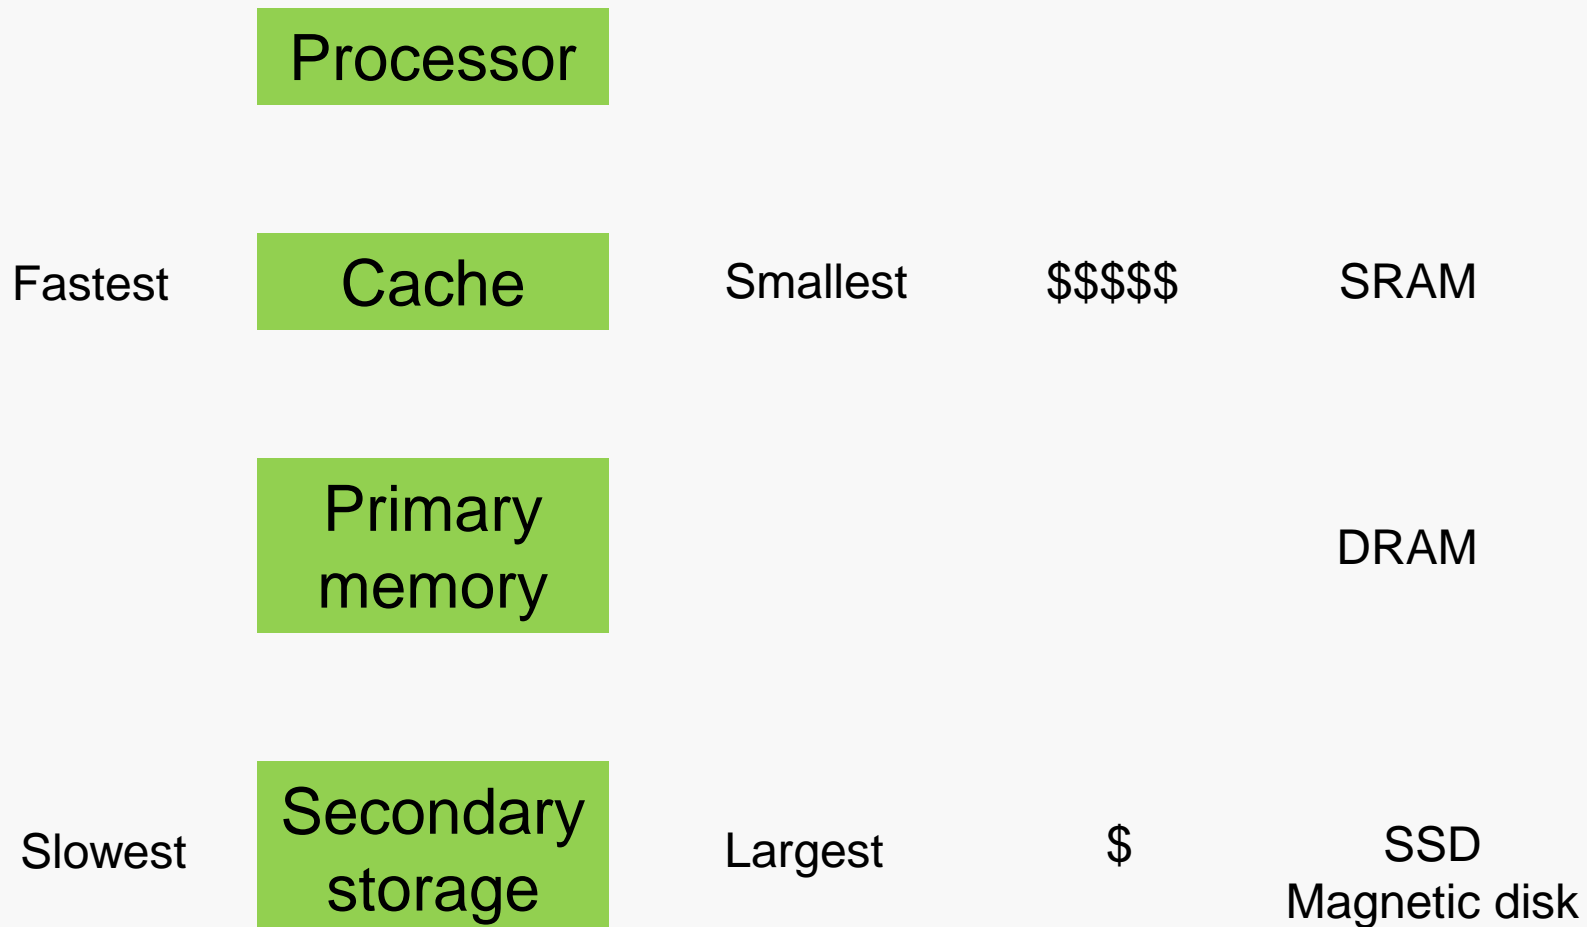 Processor
Fastest Cache Smallest $$$$$ SRAM
Primary
memory
DRAM
Slowest
Secondary
storage
Largest
$
SSD
Magnetic disk